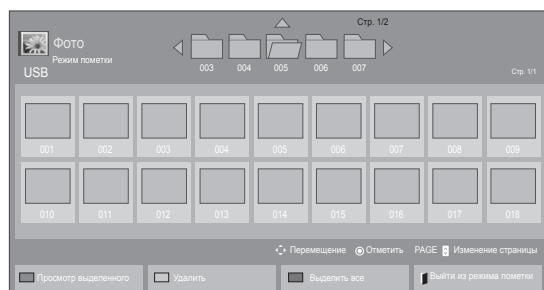 Стр. 1/2
Фото
Режим пометки
USB
003 004 005 006 007
Стр. 1/1
001 002 003 004 005 006 007 008 009
010 011 012 013 014 015 016 017 018
Перемещение Отметить PAGE Изменение страницы
Просмотр выделенного Удалить Выделить все Выйти из режима пометки